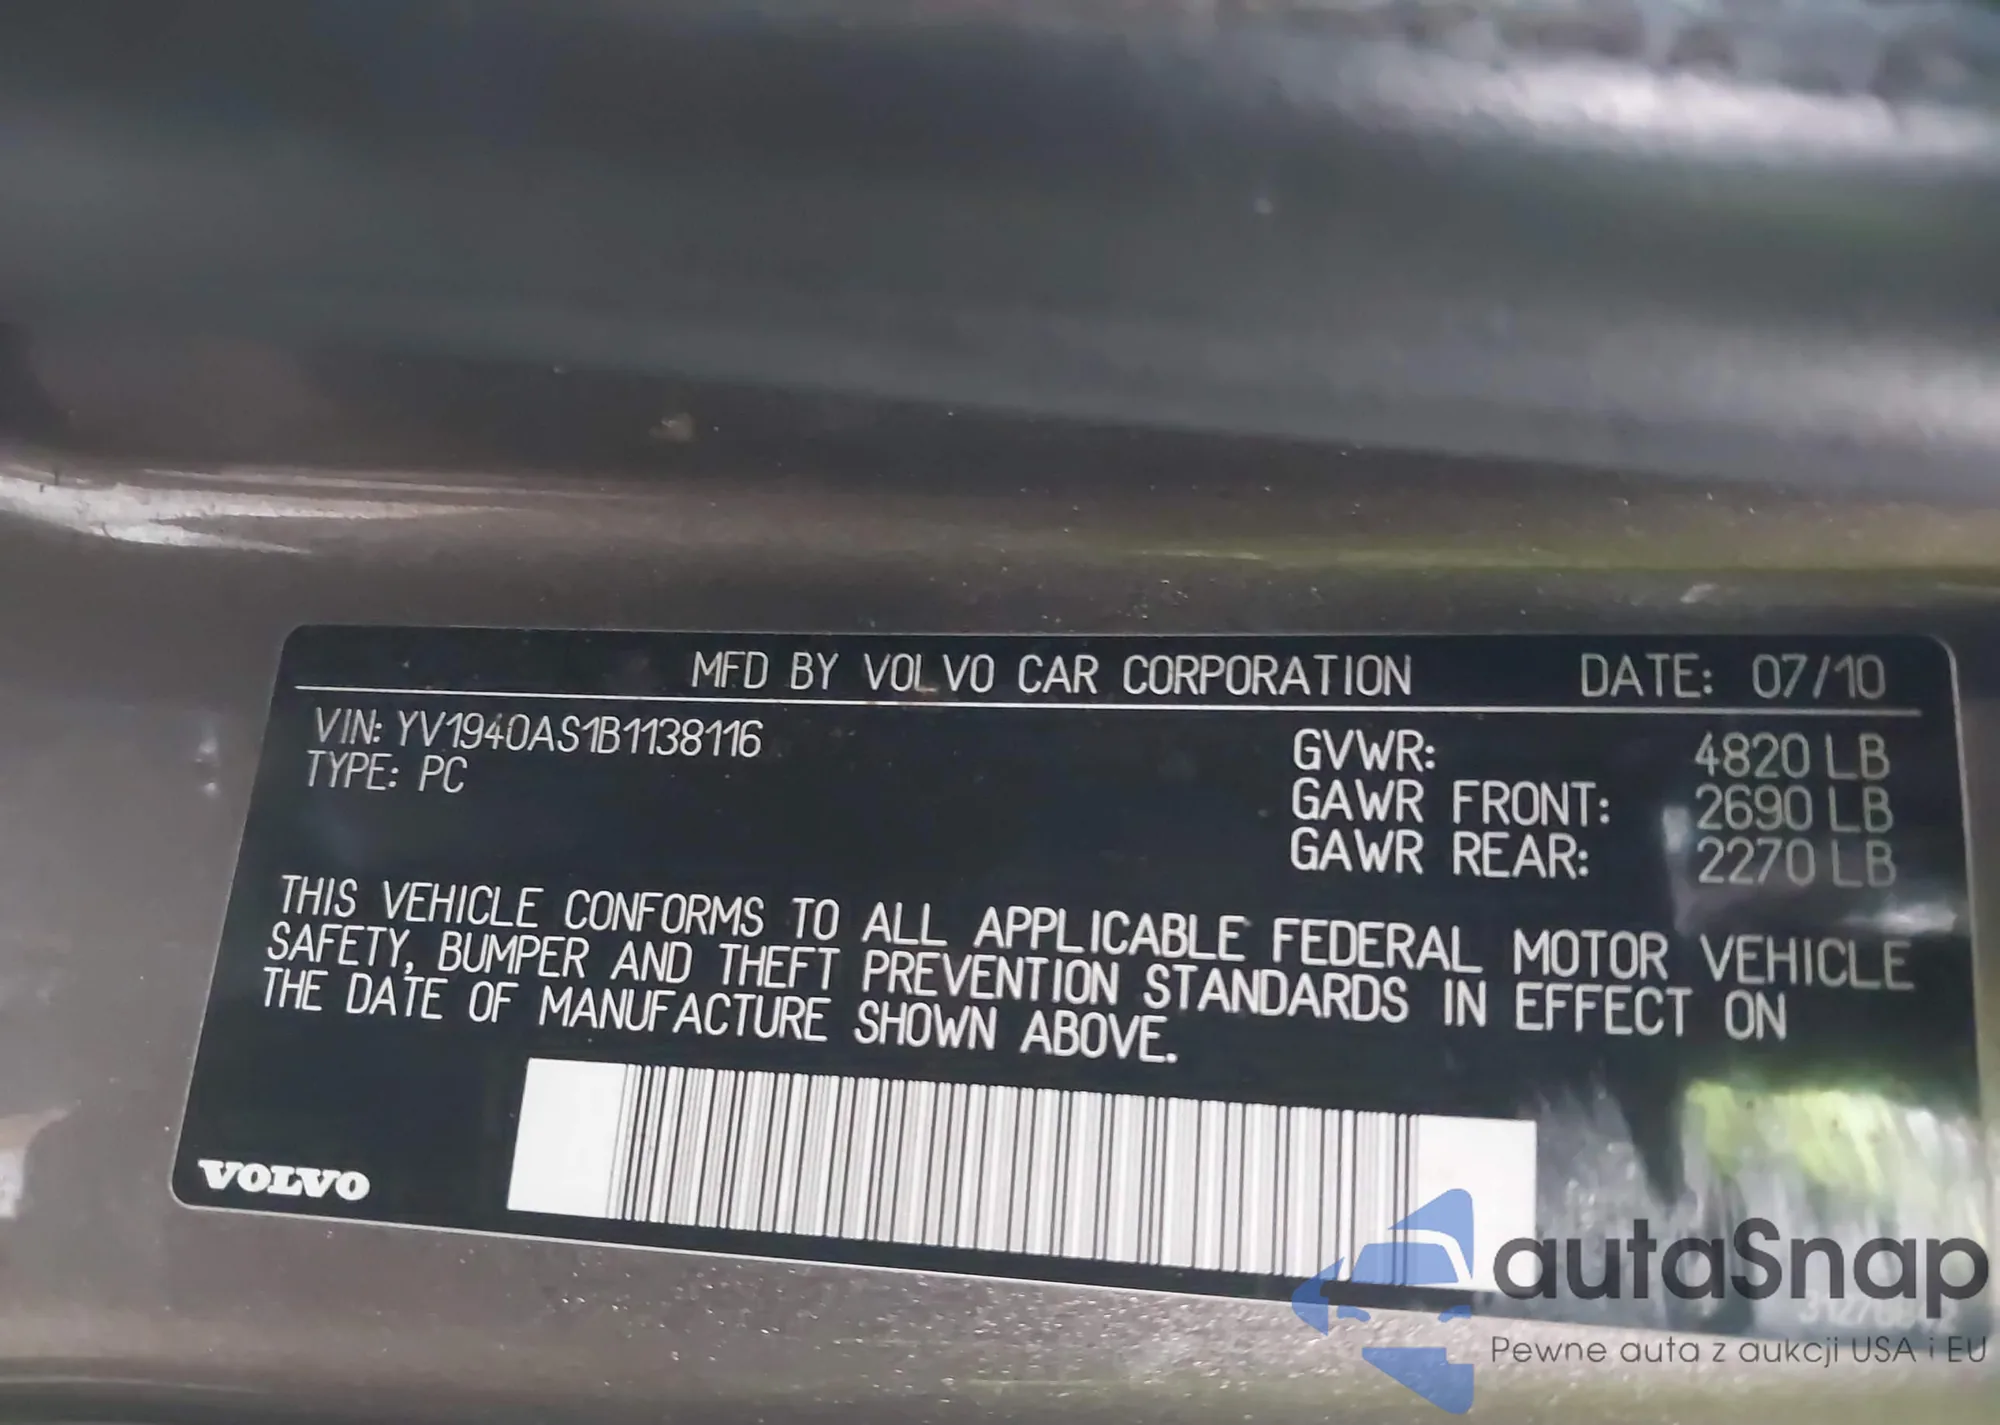 MFD BY VOLVO CAR CORPORATION DATE: 07/10
VIN: YV1940AS1B1138116
TYPE: PC
GVWR: 4820 LB
GAWR FRONT: 2690 LB
GAWR REAR: 2270 LB
THIS VEHICLE CONFORMS TO ALL APPLICABLE FEDERAL MOTOR VEHICLE
SAFETY, BUMPER AND THEFT PREVENTION STANDARDS IN EFFECT ON
THE DATE OF MANUFACTURE SHOWN ABOVE.
VOLVO
autaSnap
Pewne auta z aukcji USA i EU